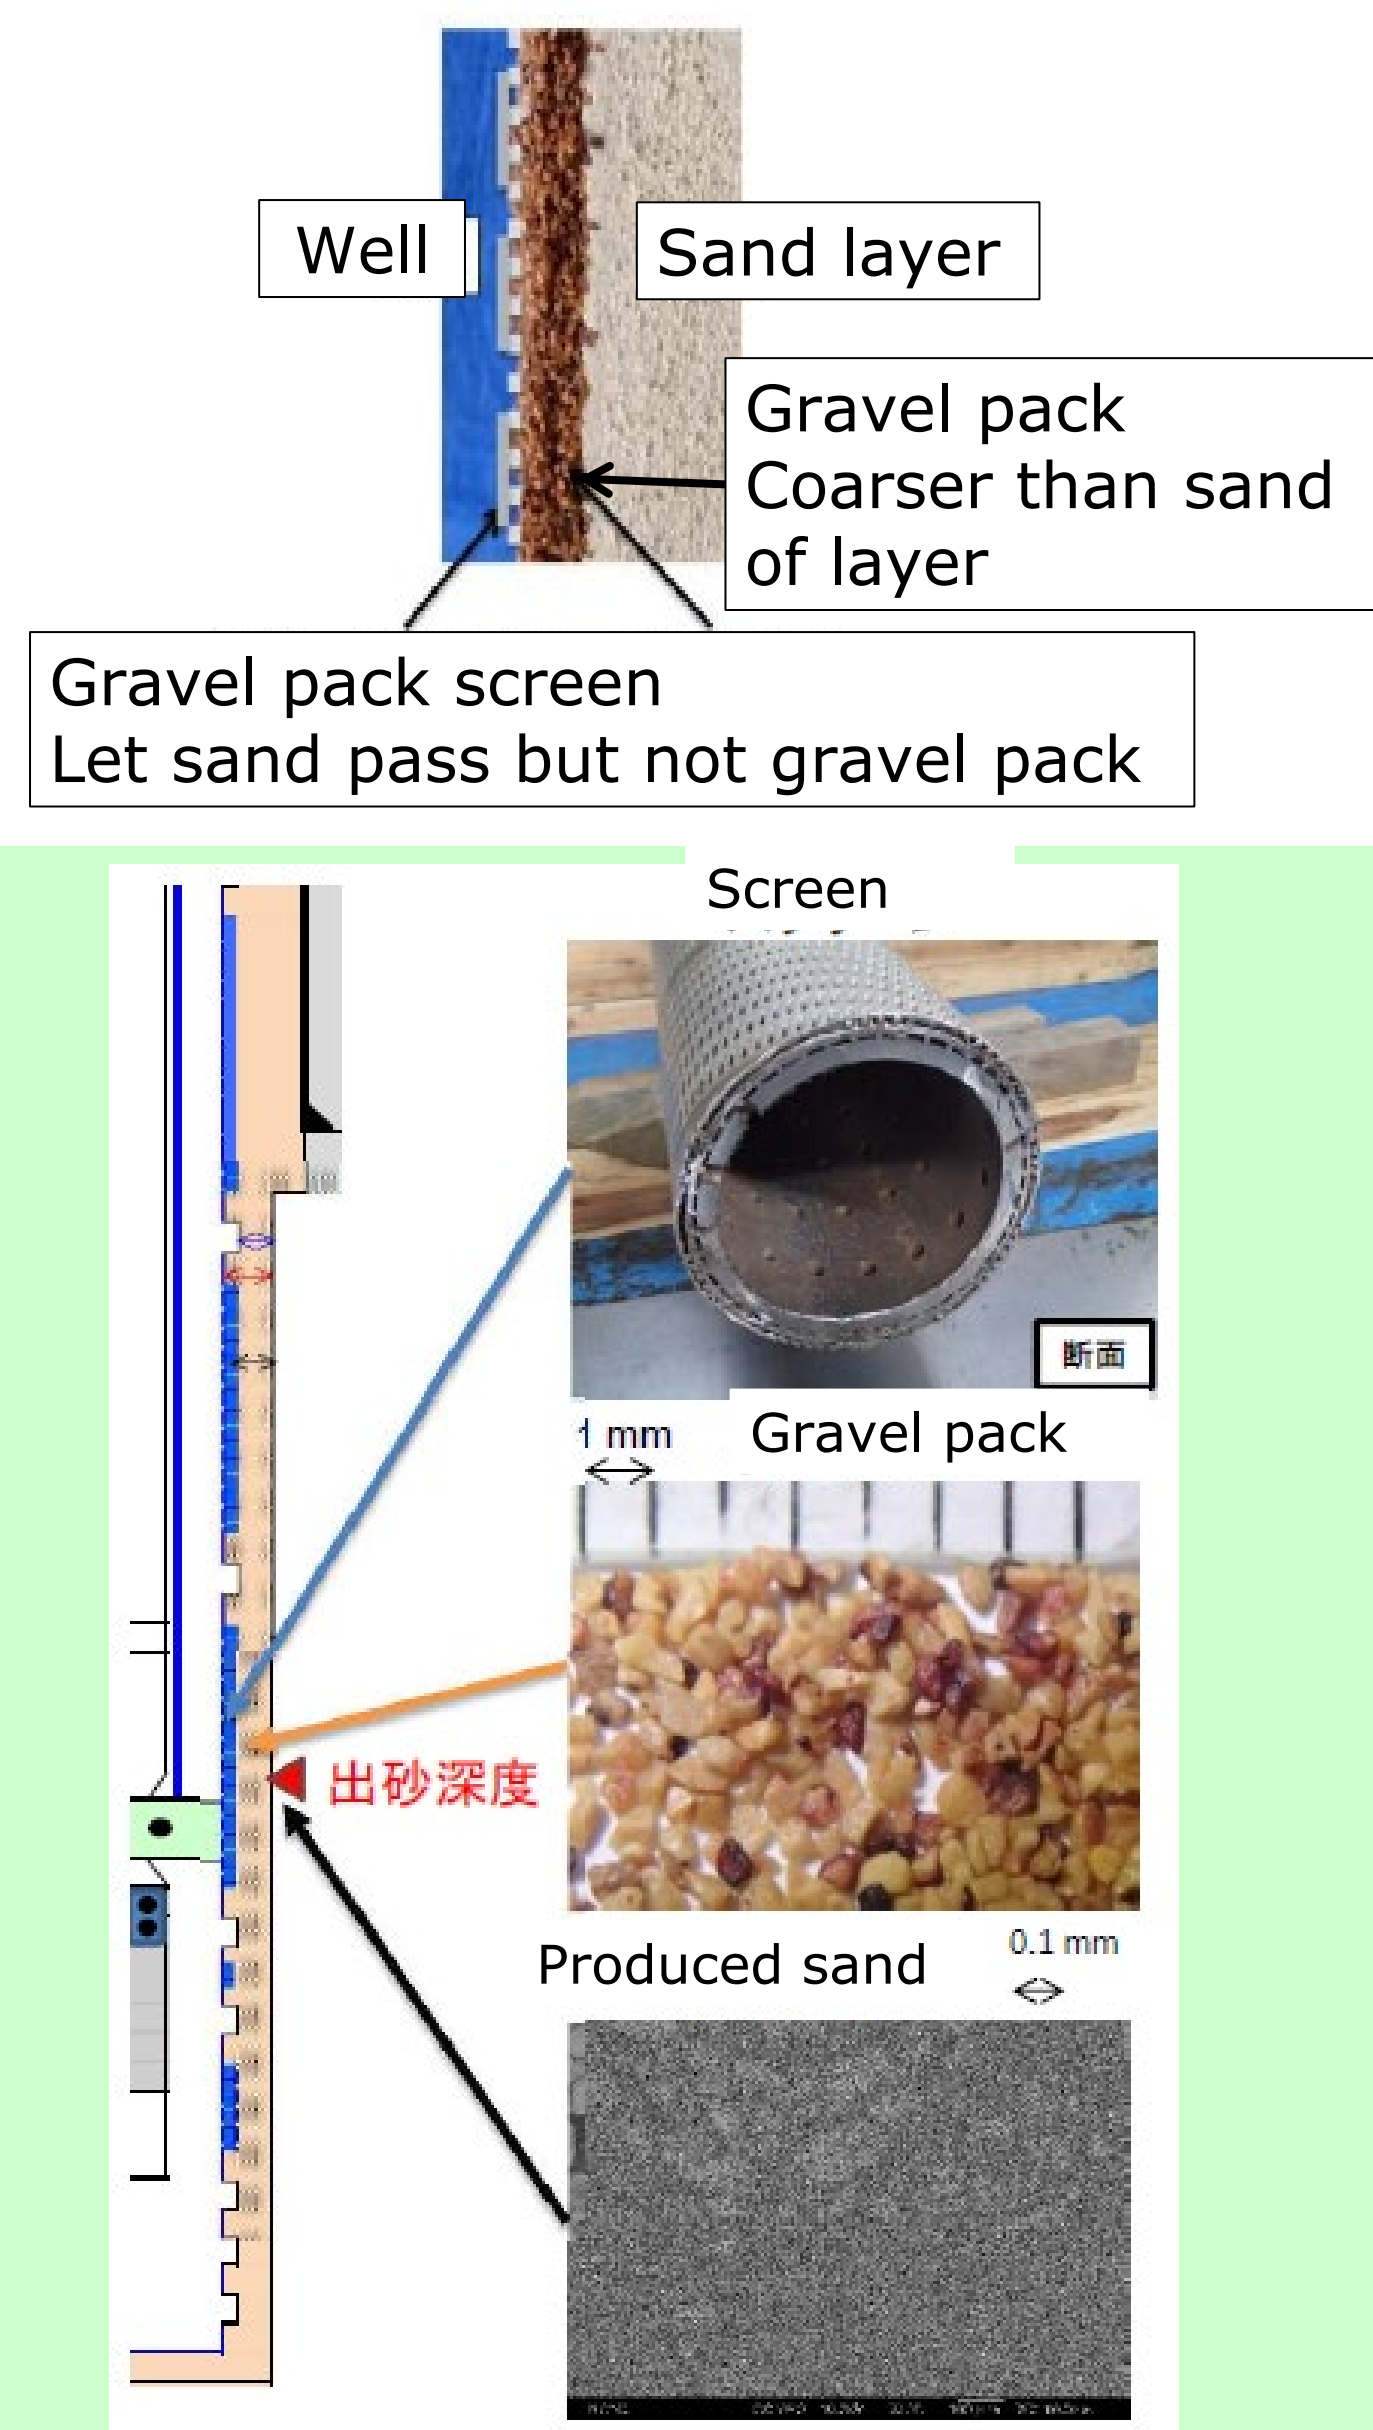 Well
Sand layer
Gravel pack
Coarser than sand
of layer
Gravel pack screen
Let sand pass but not gravel pack
Screen
断面
1 mm
Gravel pack
出砂深度
Produced sand
0.1 mm